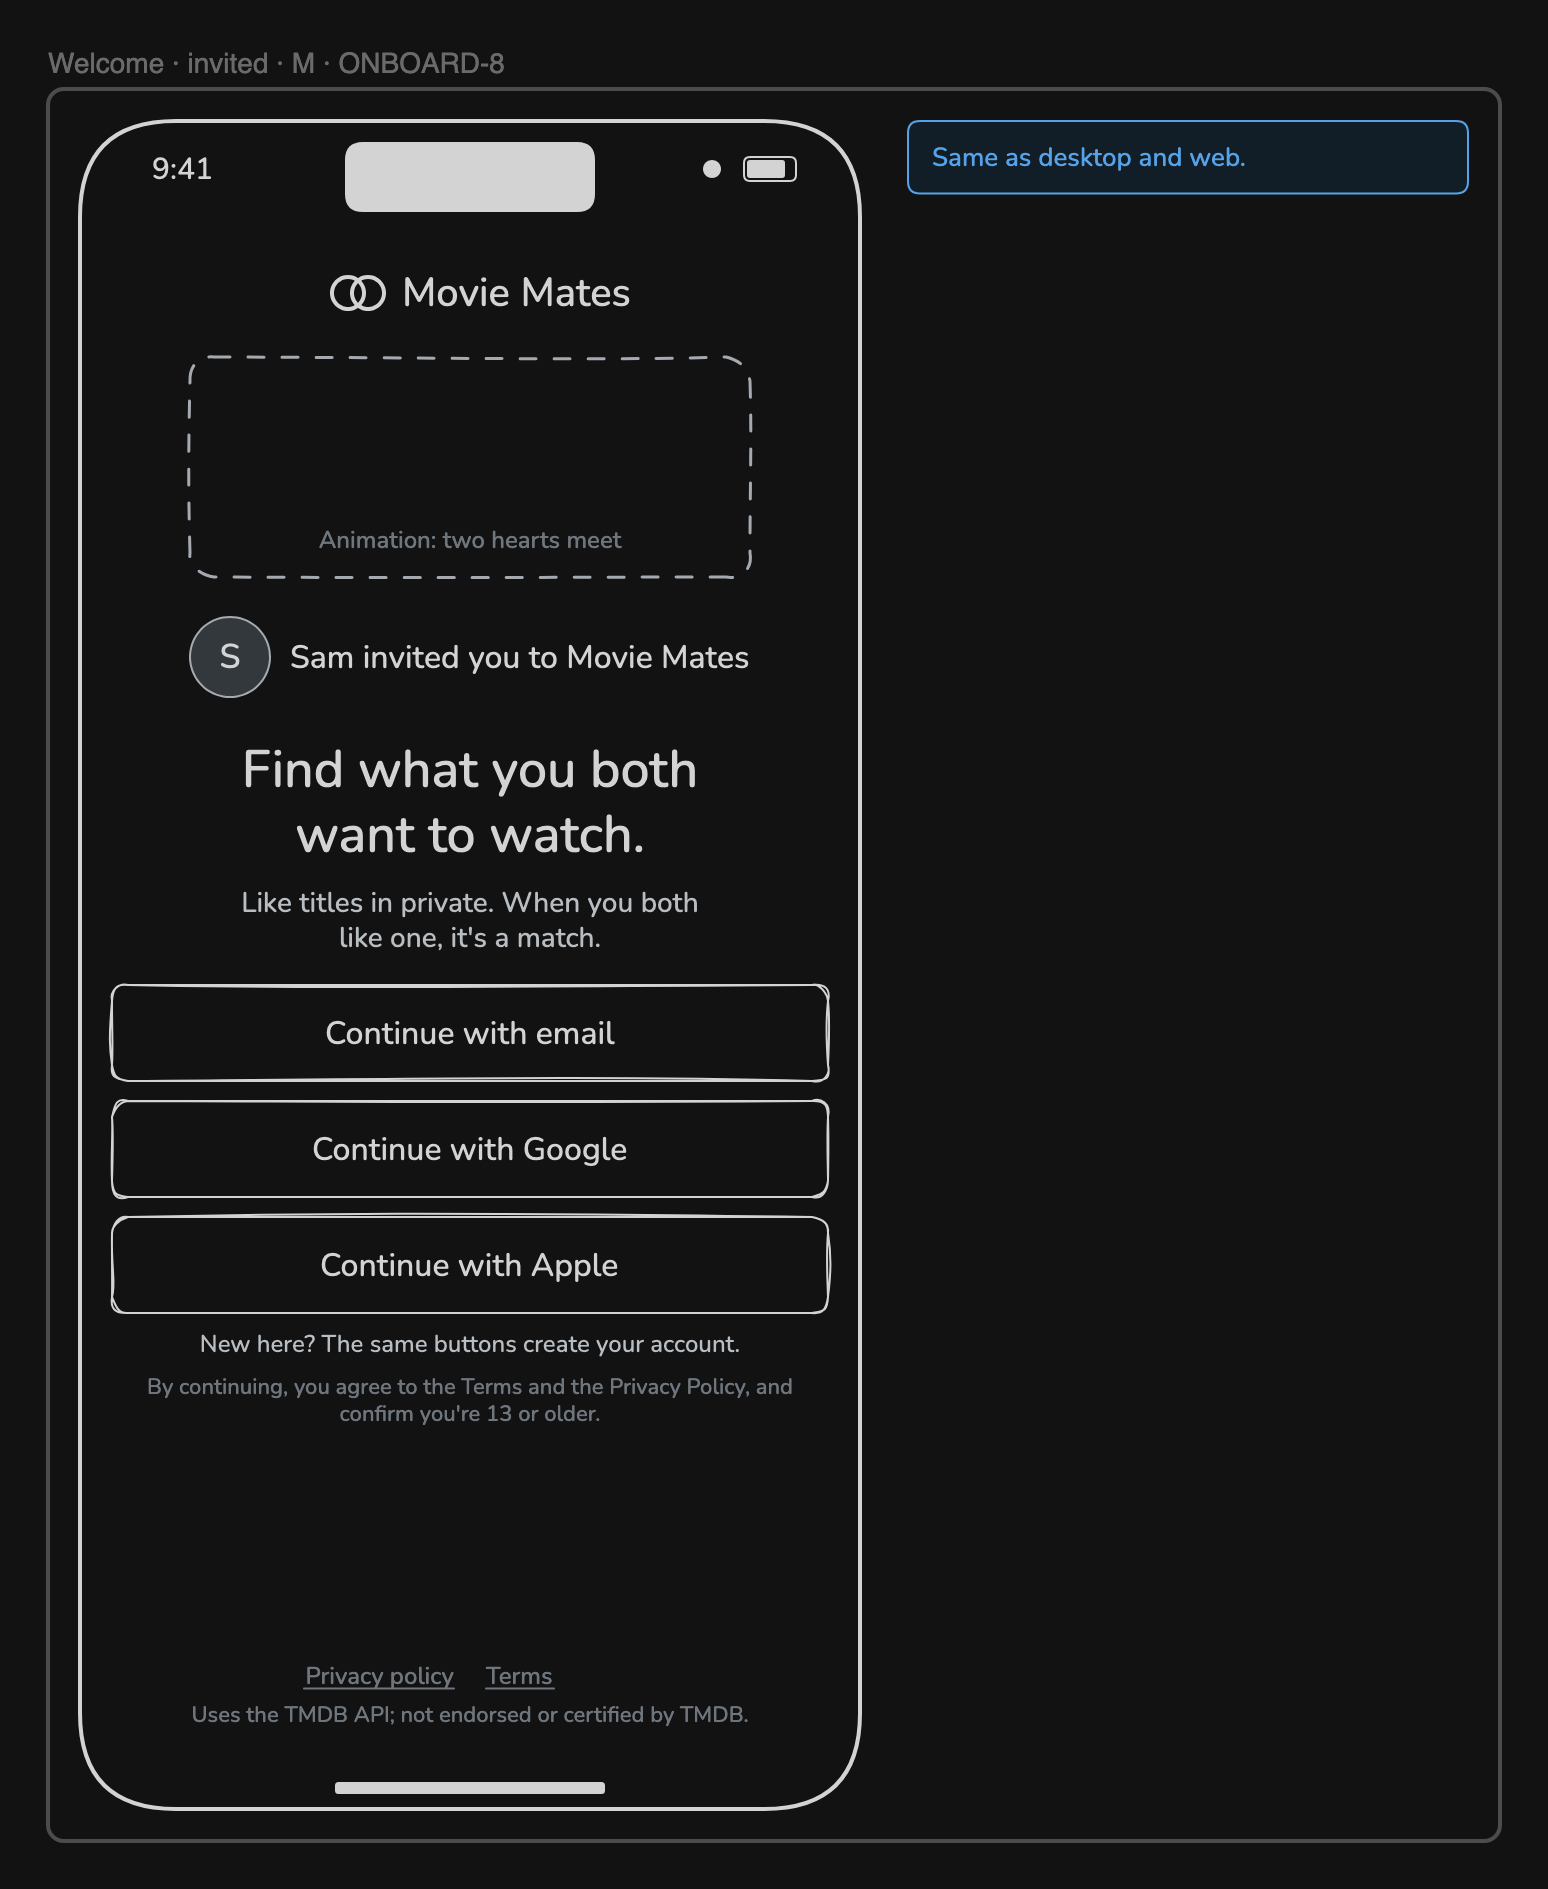 Welcome · invited · M · ONBOARD-8
9:41
Same as desktop and web.
Movie Mates
Animation: two hearts meet
S
Sam invited you to Movie Mates
Find what you both
want to watch.
Like titles in private. When you both
like one, it's a match.
Continue with email
Continue with Google
Continue with Apple
New here? The same buttons create your account.
By continuing, you agree to the Terms and the Privacy Policy, and
confirm you're 13 or older.
Privacy policy Terms
Uses the TMDB API; not endorsed or certified by TMDB.